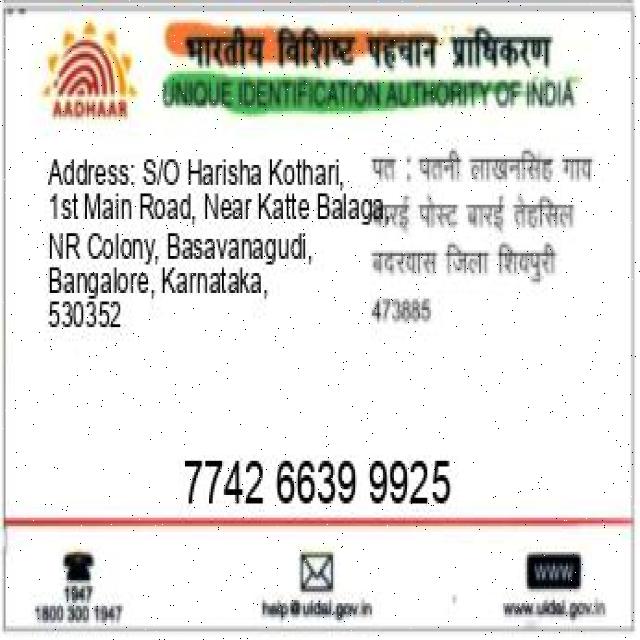 भारतीय विशिष्ट पहचान प्राधिकरण
UNIQUE IDENTIFICATION AUTHORITY OF INDIA
AADHAAR
Address: S/O Harisha Kothari,
1st Main Road, Near Katte Balaga,
NR Colony, Basavanagudi,
Bangalore, Karnataka,
530352
पत : पतनी लाखनसिंह गाव
बारई पोस्ट बारई तेहसिल
बदरवास जिला शिवपुरी
473885
7742 6639 9925
1947
1800 300 1947
help@uidai.gov.in
WWW
www.uidai.gov.in